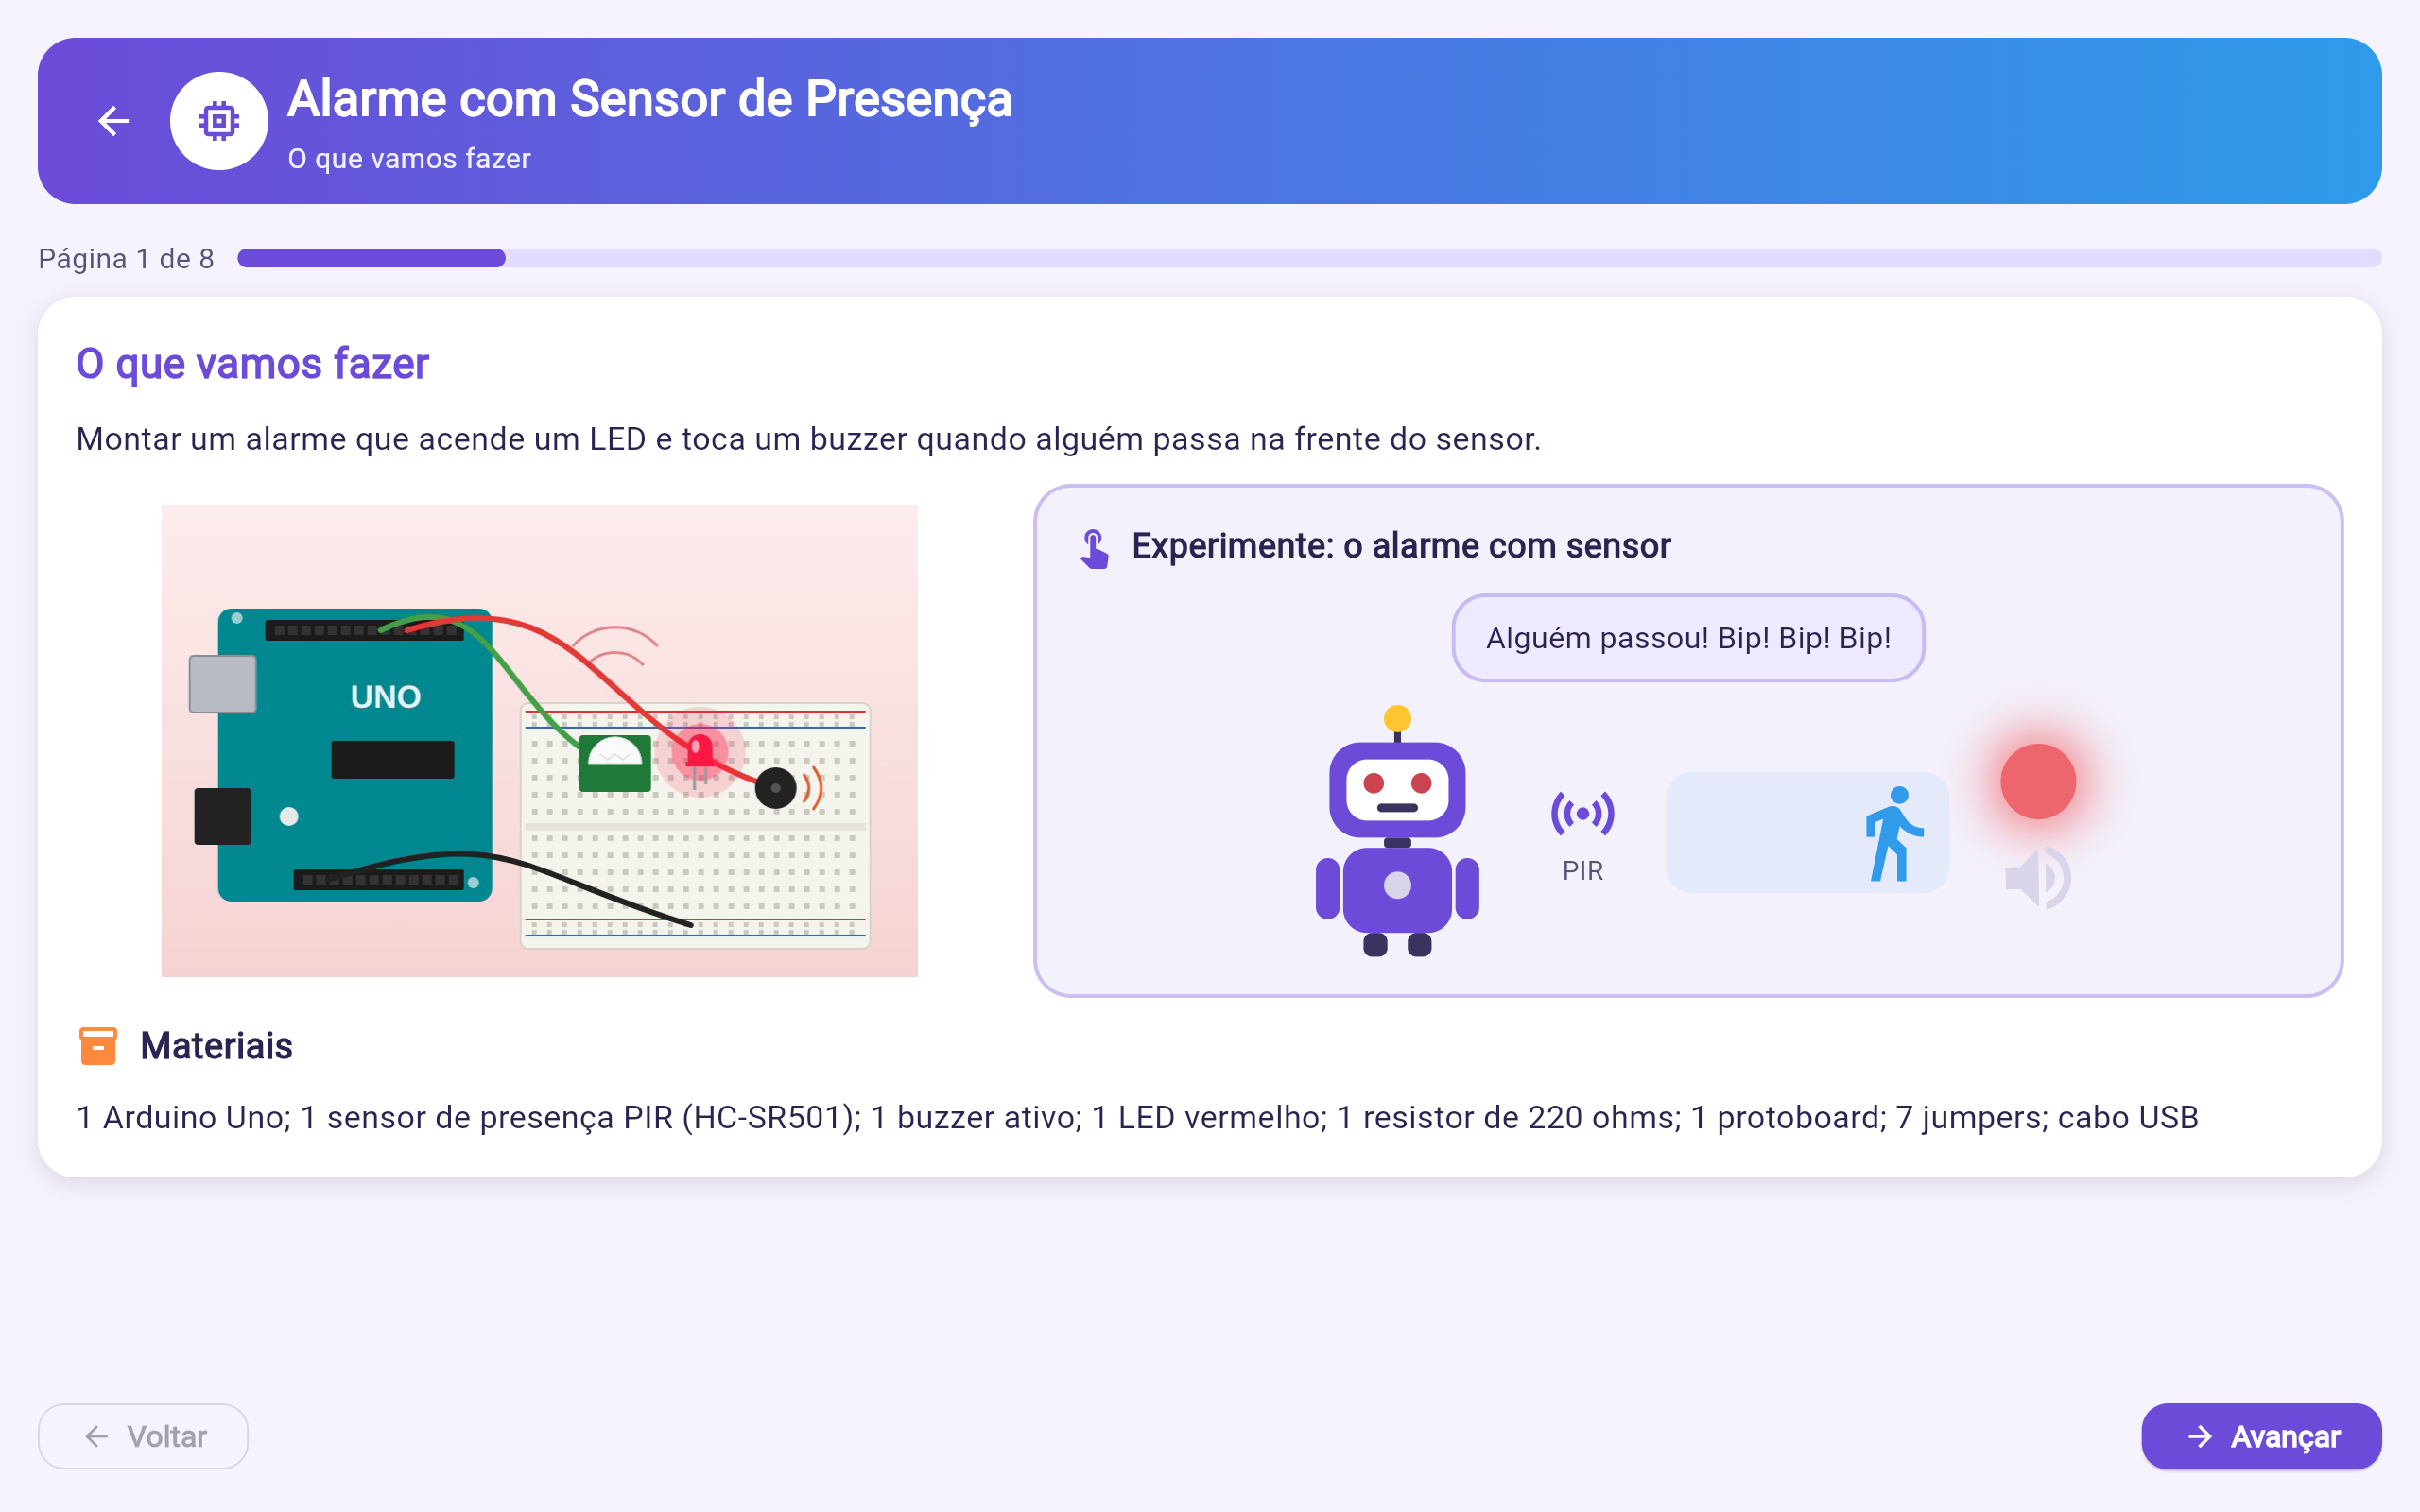 Alarme com Sensor de Presença
O que vamos fazer
Página 1 de 8
O que vamos fazer
Montar um alarme que acende um LED e toca um buzzer quando alguém passa na frente do sensor.
UNO
Experimente: o alarme com sensor
Alguém passou! Bip! Bip! Bip!
PIR
Materiais
1 Arduino Uno; 1 sensor de presença PIR (HC-SR501); 1 buzzer ativo; 1 LED vermelho; 1 resistor de 220 ohms; 1 protoboard; 7 jumpers; cabo USB
Voltar
Avançar